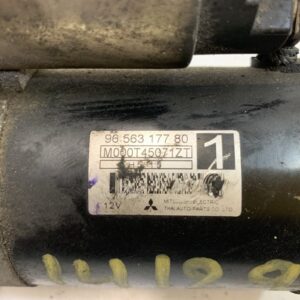 96 563 177 80
M000T45071ZT
1
12V
MITSUBISHI ELECTRIC
THAI AUTO-PARTS CO.,LTD.